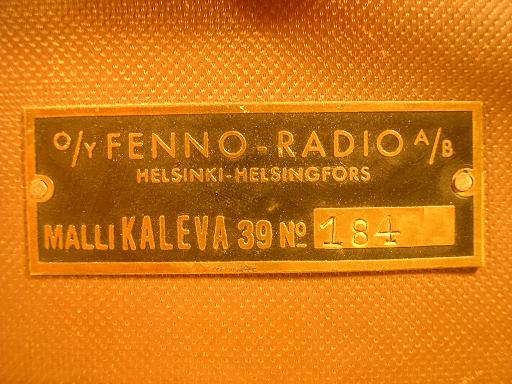 O/Y FENNO-RADIO A/B
HELSINKI-HELSINGFORS
MALLI KALEVA 39 Nº 184